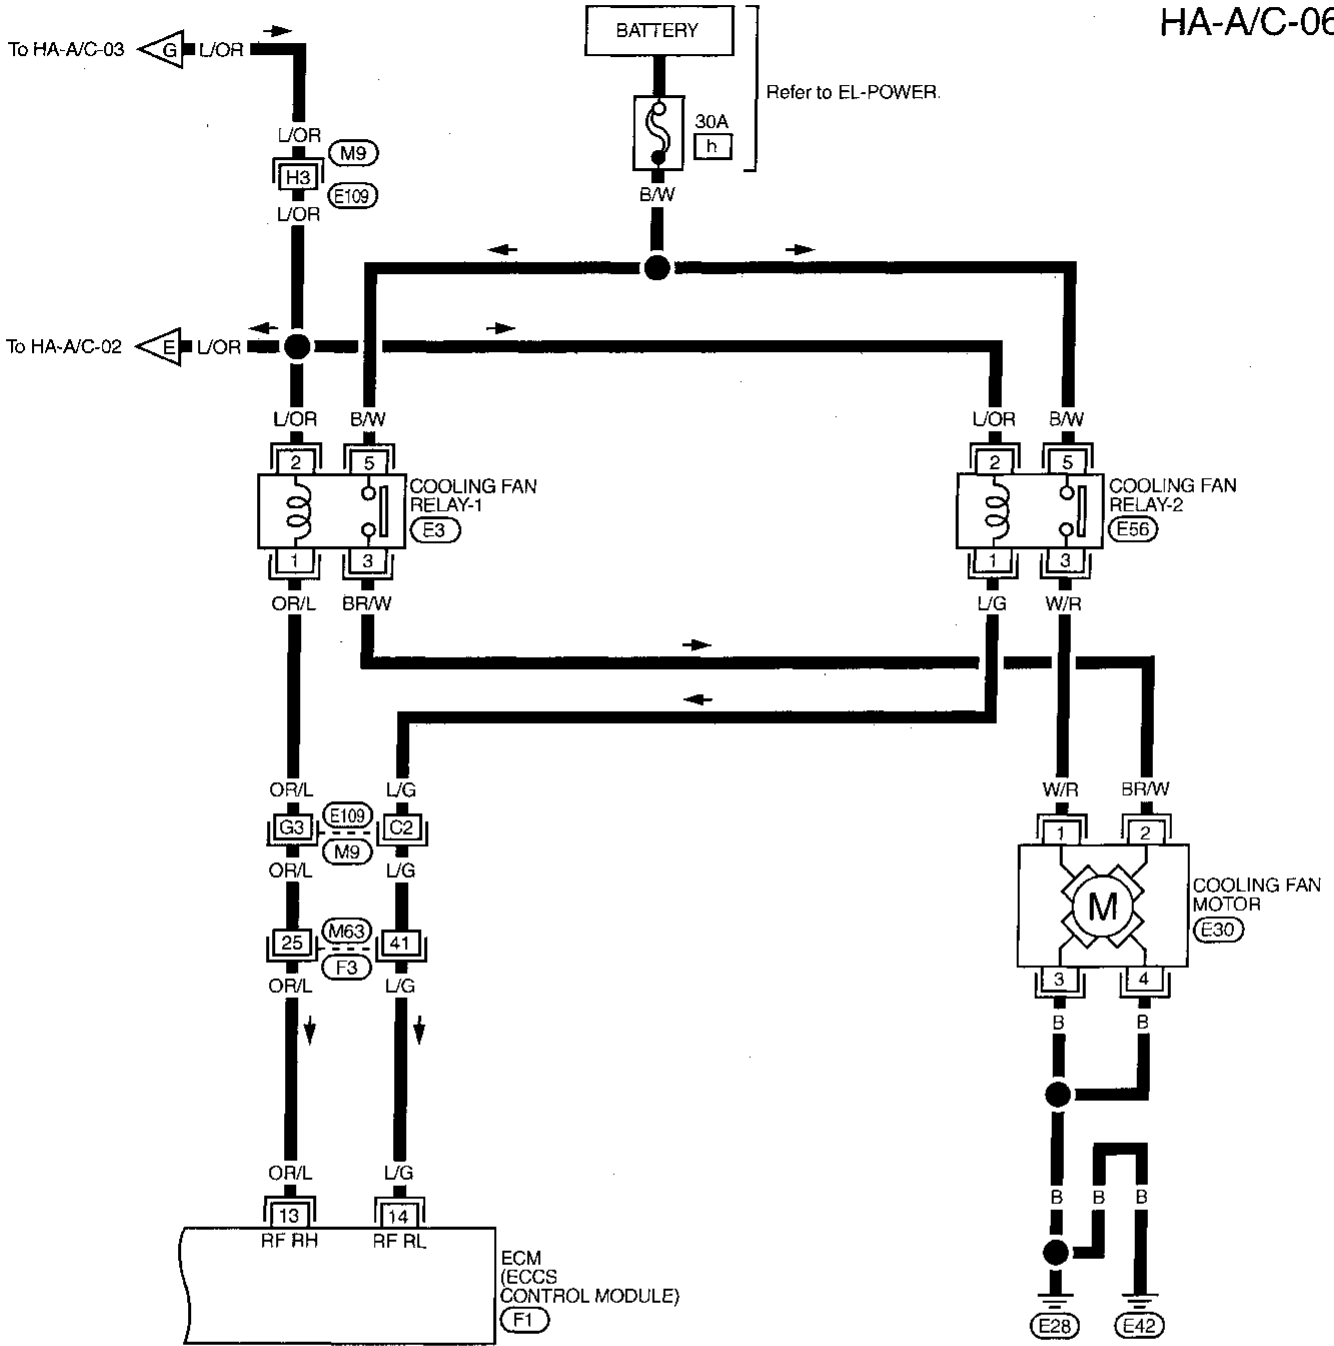 HA-A/C-06
To HA-A/C-03
G
L/OR
BATTERY
Refer to EL-POWER.
30A
h
L/OR
M9
H3
E109
L/OR
B/W
To HA-A/C-02
E
L/OR
L/OR
B/W
L/OR
B/W
2
5
2
5
COOLING FAN
RELAY-1
E3
COOLING FAN
RELAY-2
E56
1
3
1
3
OR/L
BR/W
L/G
W/R
OR/L
L/G
W/R
BR/W
G3
E109
M9
C2
1
2
OR/L
L/G
M
COOLING FAN
MOTOR
E30
25
M63
F3
41
3
4
OR/L
L/G
B
B
OR/L
L/G
B
B
B
13
14
RF RH
RF RL
ECM
(ECCS
CONTROL MODULE)
F1
E28
E42